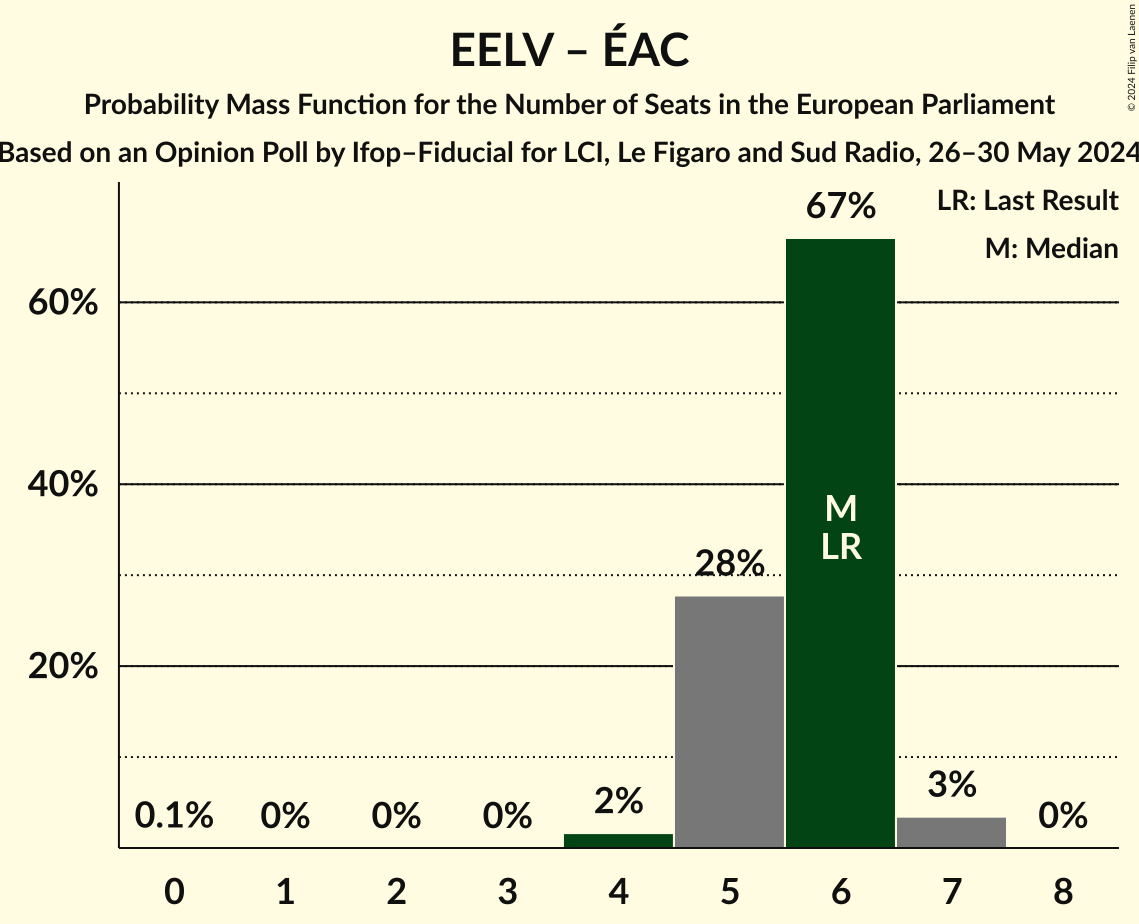 EELV – ÉAC
Probability Mass Function for the Number of Seats in the European Parliament
Based on an Opinion Poll by Ifop–Fiducial for LCI, Le Figaro and Sud Radio, 26–30 May 2024
© 2024 Filip van Laenen
LR: Last Result
M: Median
67%
60%
40%
M
LR
28%
20%
0.1%
0%
0%
0%
2%
3%
0%
0 1 2 3 4 5 6 7 8